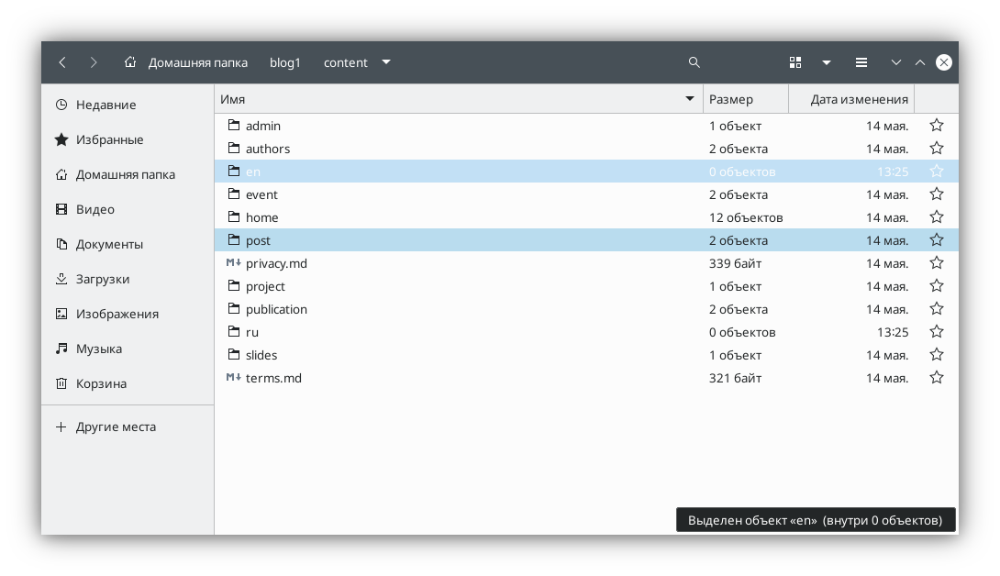 Домашняя папка blog1 content
Недавние
Избранные
Домашняя папка
Видео
Документы
Загрузки
Изображения
Музыка
Корзина
Другие места
Имя Размер Дата изменения
admin 1 объект 14 мая.
authors 2 объекта 14 мая.
en 0 объектов 13:25
event 2 объекта 14 мая.
home 12 объектов 14 мая.
post 2 объекта 14 мая.
privacy.md 339 байт 14 мая.
project 1 объект 14 мая.
publication 2 объекта 14 мая.
ru 0 объектов 13:25
slides 1 объект 14 мая.
terms.md 321 байт 14 мая.
Выделен объект «en» (внутри 0 объектов)